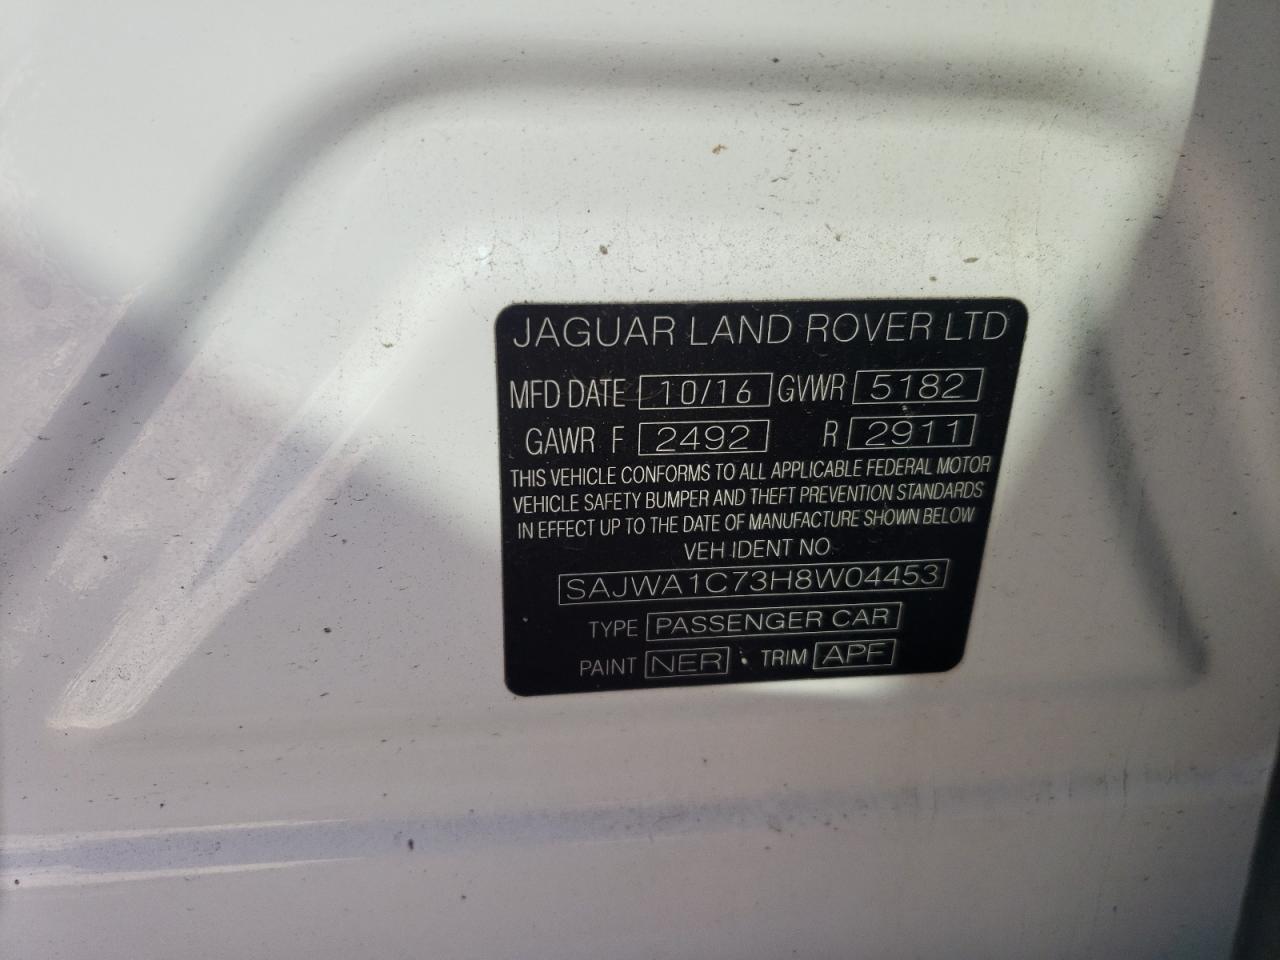 JAGUAR LAND ROVER LTD
MFD DATE 10/16 GVWR 5182
GAWR F 2492 R 2911
THIS VEHICLE CONFORMS TO ALL APPLICABLE FEDERAL MOTOR
VEHICLE SAFETY BUMPER AND THEFT PREVENTION STANDARDS
IN EFFECT UP TO THE DATE OF MANUFACTURE SHOWN BELOW
VEH IDENT NO
SAJWA1C73H8W04453
TYPE PASSENGER CAR
PAINT NER TRIM APF